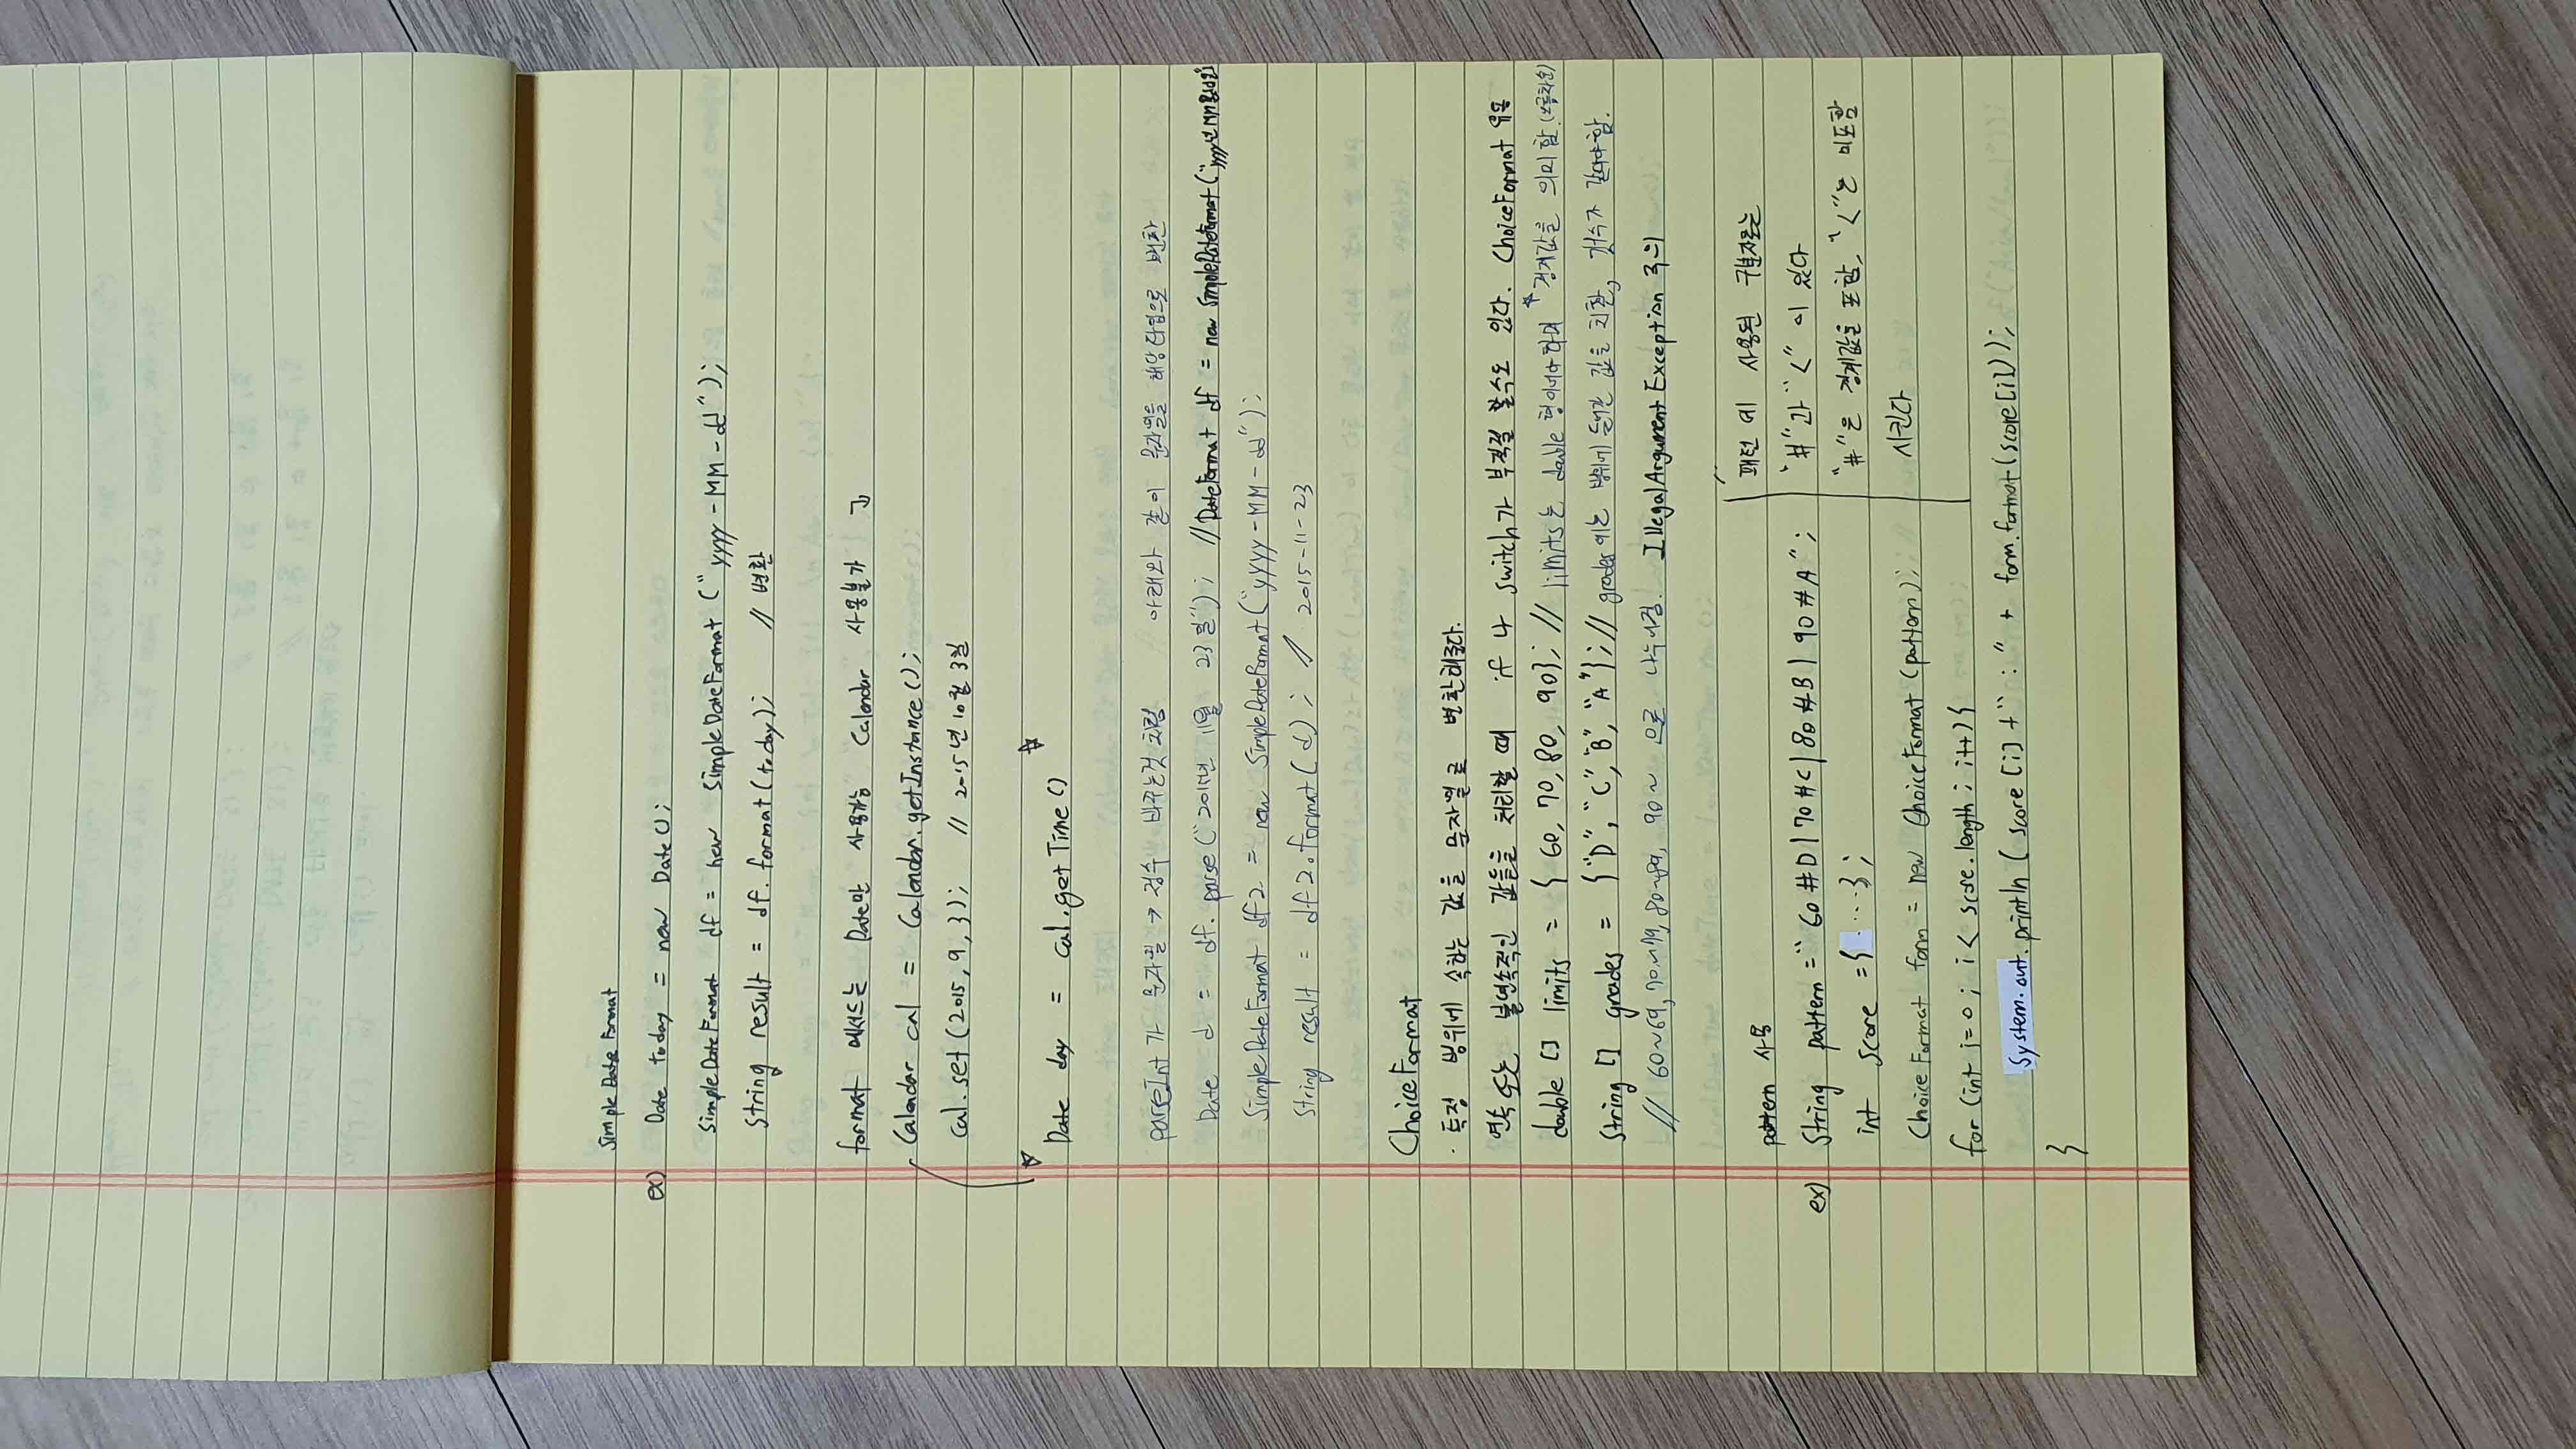 Simple Date Format
ex) Date today = new Date();
SimpleDateFormat df = new SimpleDateFormat ("yyyy-MM-dd");
String result = df.format(today); // 변환
format 메서드는 Date만 사용가능 Calendar 사용불가
Calendar cal = Calendar.getInstance();
cal.set(2015, 9, 3); // 2015년 10월 3일
☆
Date day = cal.getTime()
parseInt가 문자열 → 정수 바꾸는것 처럼 아래와 같이 문자열을 해당타입으로 변환
Date d = df.parse("2015년 11월 23일"); // DateFormat df = new SimpleDateFormat("yyyy년 MM월dd일")
SimpleDateFormat df2 = new SimpleDateFormat("yyyy-MM-dd");
String result = df2.format(d); // 2015-11-23
ChoiceFormat
· 특정 범위에 속하는 값을 문자열로 변환해준다.
연속 또는 불연속적인 값들을 처리할 때 if 나 switch가 부적절 할수도 있다. ChoiceFormat 유용
double [] limits = { 60, 70, 80, 90}; // limits는 double 형이어야 하며 *경계값을 의미함.(오름차순)
String [] grades = {"D", "C", "B", "A"}; // grades 에는 범위에 들어간 값을 치환, 갯수가 같아야함.
// 60~69, 70~79, 80~89, 90~ 으로 나누어짐. IllegalArgument Exception 주의
pattern 사용
ex) String pattern = "60#D|70#C|80#B|90#A";
int score = { ····};
ChoiceFormat form = new ChoiceFormat(pattern);
for (int i=0; i < score.length; i++){
System.out.println( score[i] + " : " + form.format(score[i]));
}
패턴 에 사용된 구분자로는
"#"과 "<" 이 있다
"#"은 경계값을 포함, "<"는 미포함
시킨다